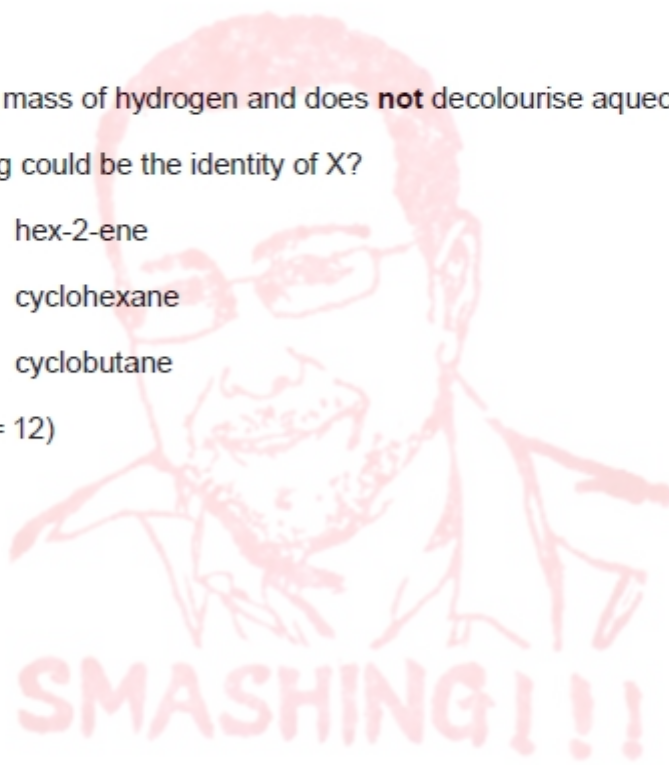 mass of hydrogen and does not decolourise aqueo
g could be the identity of X?
hex-2-ene
cyclohexane
cyclobutane
= 12)
SMASHING!!!